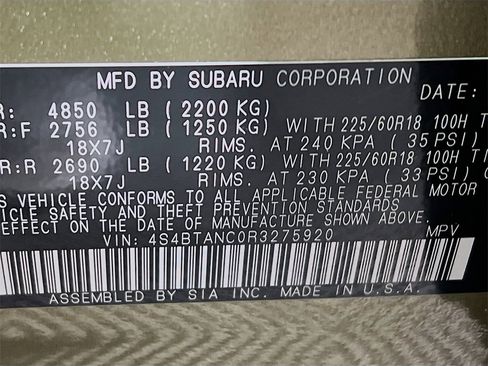 MFD BY SUBARU CORPORATION DATE:
R: 4850 LB (2200 KG)
R:F 2756 LB (1250 KG) WITH 225/60R18 100H TI
18X7J RIMS. AT 240 KPA (35 PSI)
R:R 2690 LB (1220 KG) WITH 225/60R18 100H T
18X7J RIMS. AT 230 KPA (33 PSI) C
S VEHICLE CONFORMS TO ALL APPLICABLE FEDERAL MOTOR
HICLE SAFETY AND THEFT PREVENTION STANDARDS IN
EFFECT ON THE DATE OF MANUFACTURE SHOWN ABOVE.
VIN: 4S4BTANC0R3275920 MPV
ASSEMBLED BY SIA INC. MADE IN U.S.A.